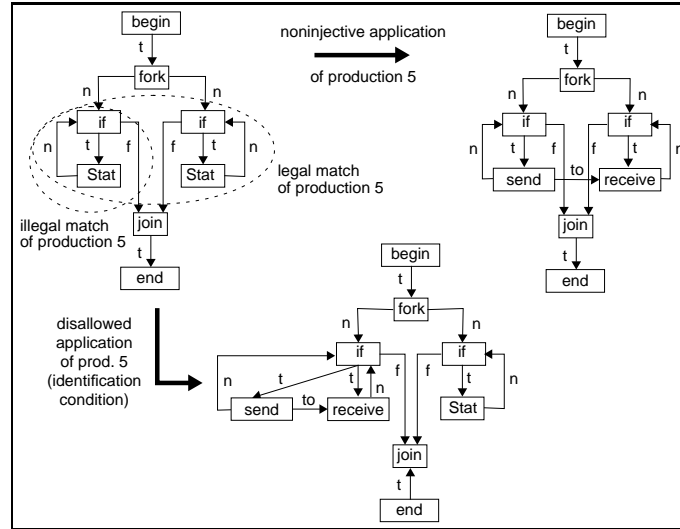 begin
t
fork
n
n
if
if
n
t
f
f
t
n
Stat
Stat
legal match
of production 5
illegal match
of production 5
join
t
end
noninjective application
of production 5
begin
t
fork
n
n
if
if
n
t
f
f
t
n
send
to
receive
join
t
end
disallowed
application
of prod. 5
(identification
condition)
begin
t
fork
n
n
if
if
t
t
n
f
f
t
n
n
send
to
receive
Stat
join
t
end